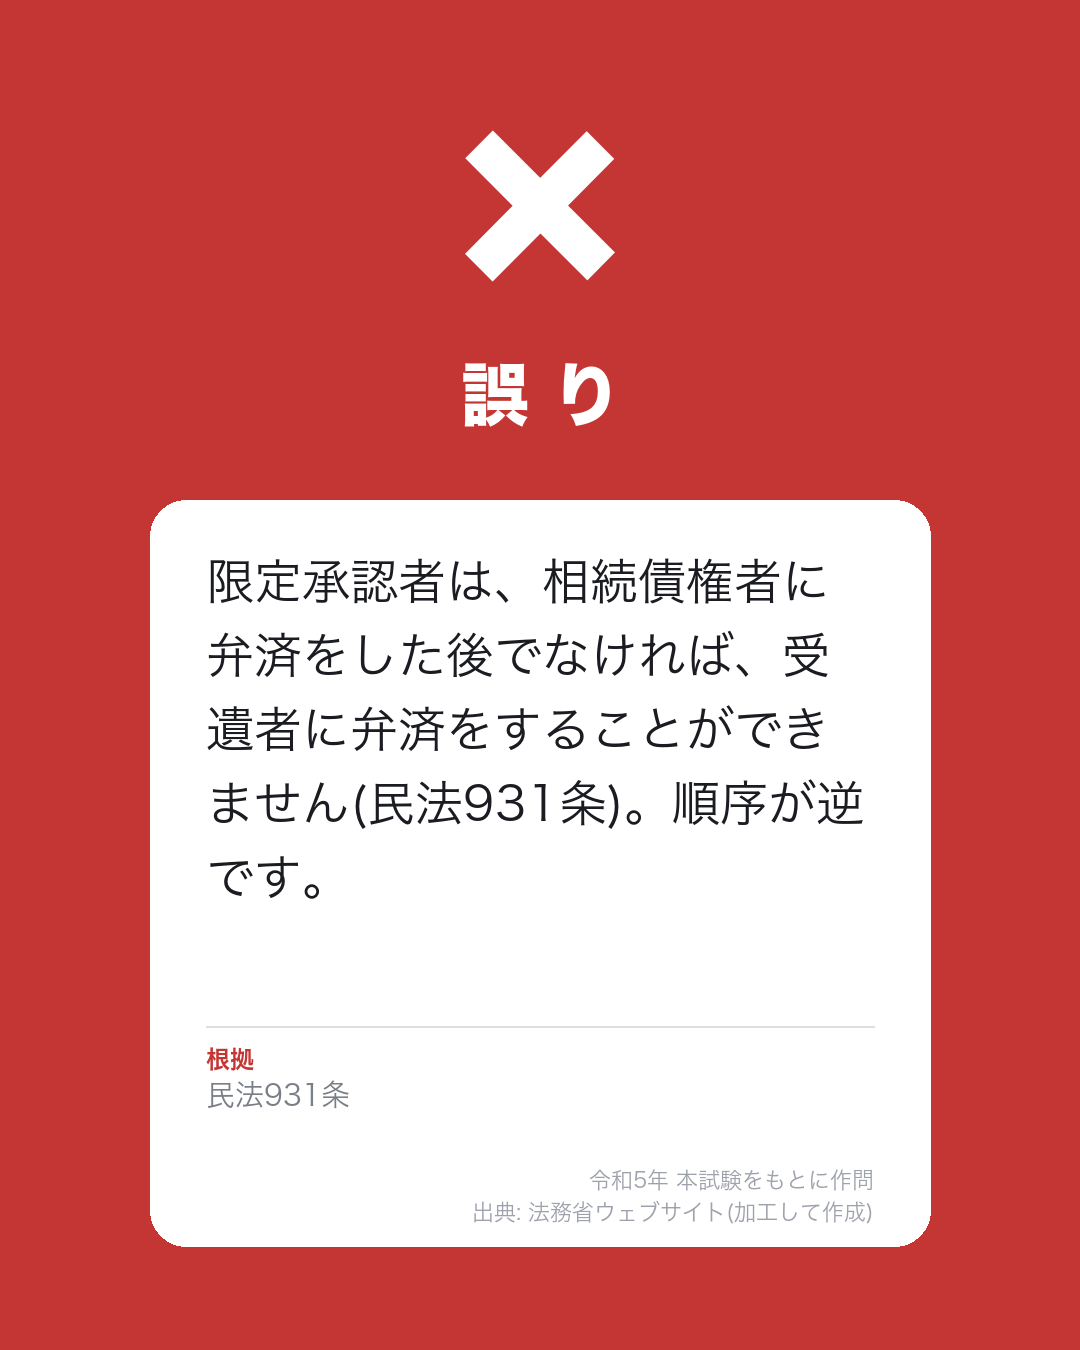 誤り
限定承認者は、相続債権者に
弁済をした後でなければ、受
遺者に弁済をすることができ
ません(民法931条)。順序が逆
です。
根拠
民法931条
令和5年 本試験をもとに作問
出典: 法務省ウェブサイト(加工して作成)